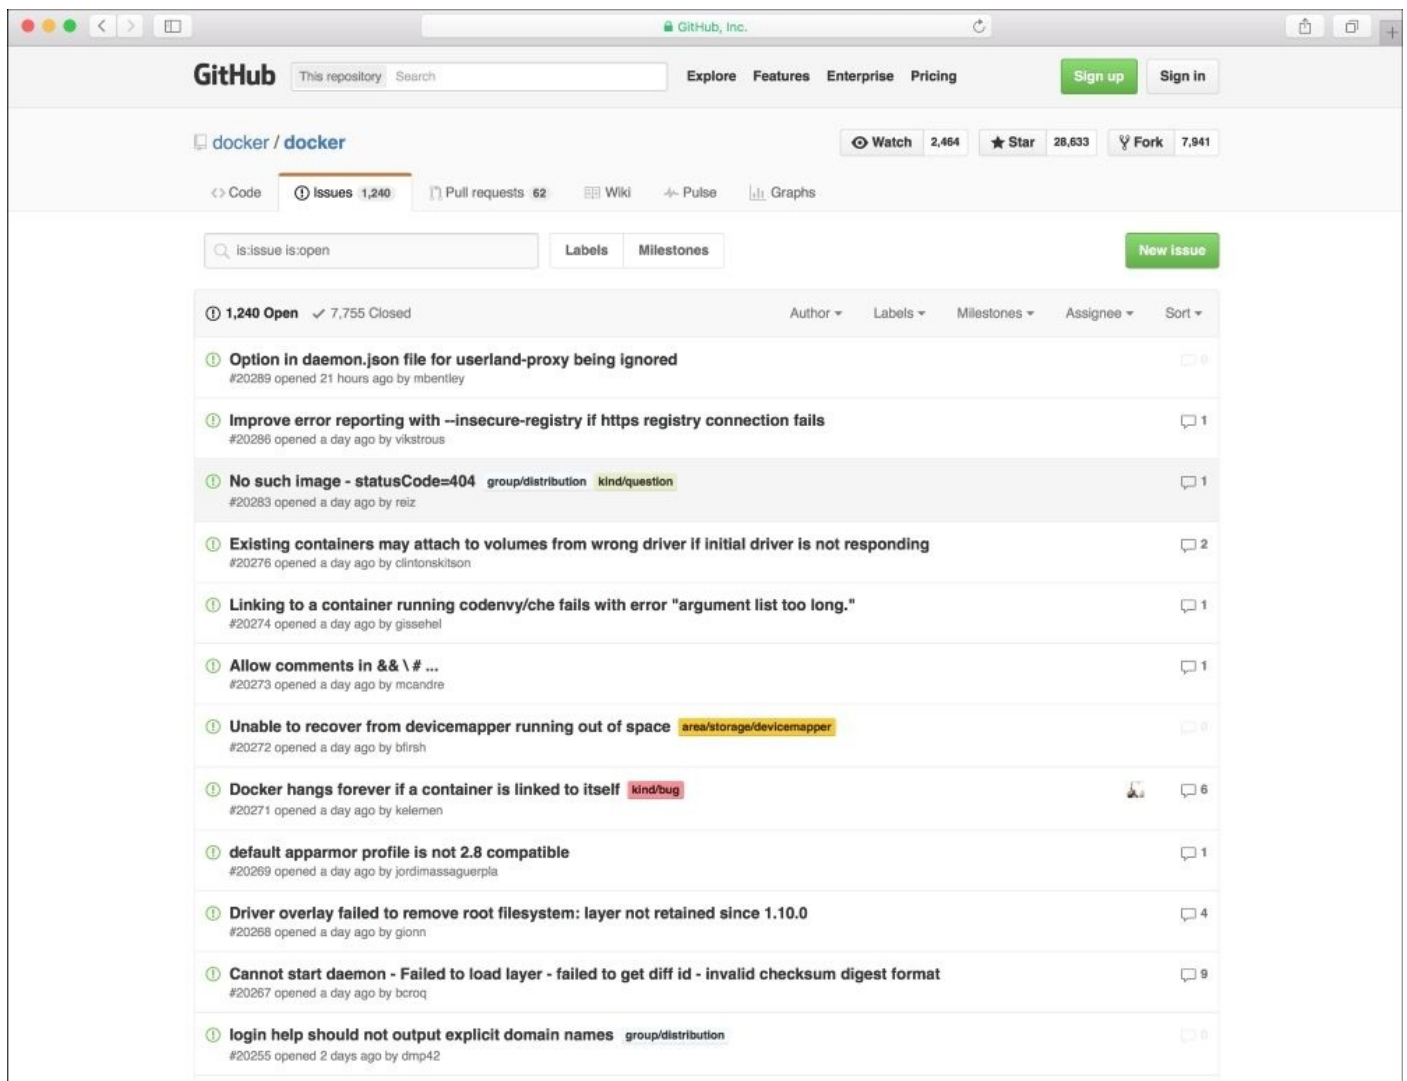 GitHub, Inc.
GitHub This repository Search Explore Features Enterprise Pricing Sign up Sign in
docker / docker Watch 2,464 Star 28,633 Fork 7,941
Code Issues 1,240 Pull requests 62 Wiki Pulse Graphs
is:issue is:open Labels Milestones New issue
1,240 Open 7,755 Closed Author Labels Milestones Assignee Sort
Option in daemon.json file for userland-proxy being ignored 0
#20289 opened 21 hours ago by mbentley
Improve error reporting with --insecure-registry if https registry connection fails 1
#20286 opened a day ago by vikstrous
No such image - statusCode=404 group/distribution kind/question 1
#20283 opened a day ago by reiz
Existing containers may attach to volumes from wrong driver if initial driver is not responding 2
#20276 opened a day ago by clintonskitson
Linking to a container running codenvy/che fails with error "argument list too long." 1
#20274 opened a day ago by gissehel
Allow comments in && \ # ... 1
#20273 opened a day ago by mcandre
Unable to recover from devicemapper running out of space area/storage/devicemapper 0
#20272 opened a day ago by bfirsh
Docker hangs forever if a container is linked to itself kind/bug 6
#20271 opened a day ago by kelemen
default apparmor profile is not 2.8 compatible 1
#20269 opened a day ago by jordimassaguerpla
Driver overlay failed to remove root filesystem: layer not retained since 1.10.0 4
#20268 opened a day ago by gionn
Cannot start daemon - Failed to load layer - failed to get diff id - invalid checksum digest format 9
#20267 opened a day ago by bcroq
login help should not output explicit domain names group/distribution 0
#20255 opened 2 days ago by dmp42